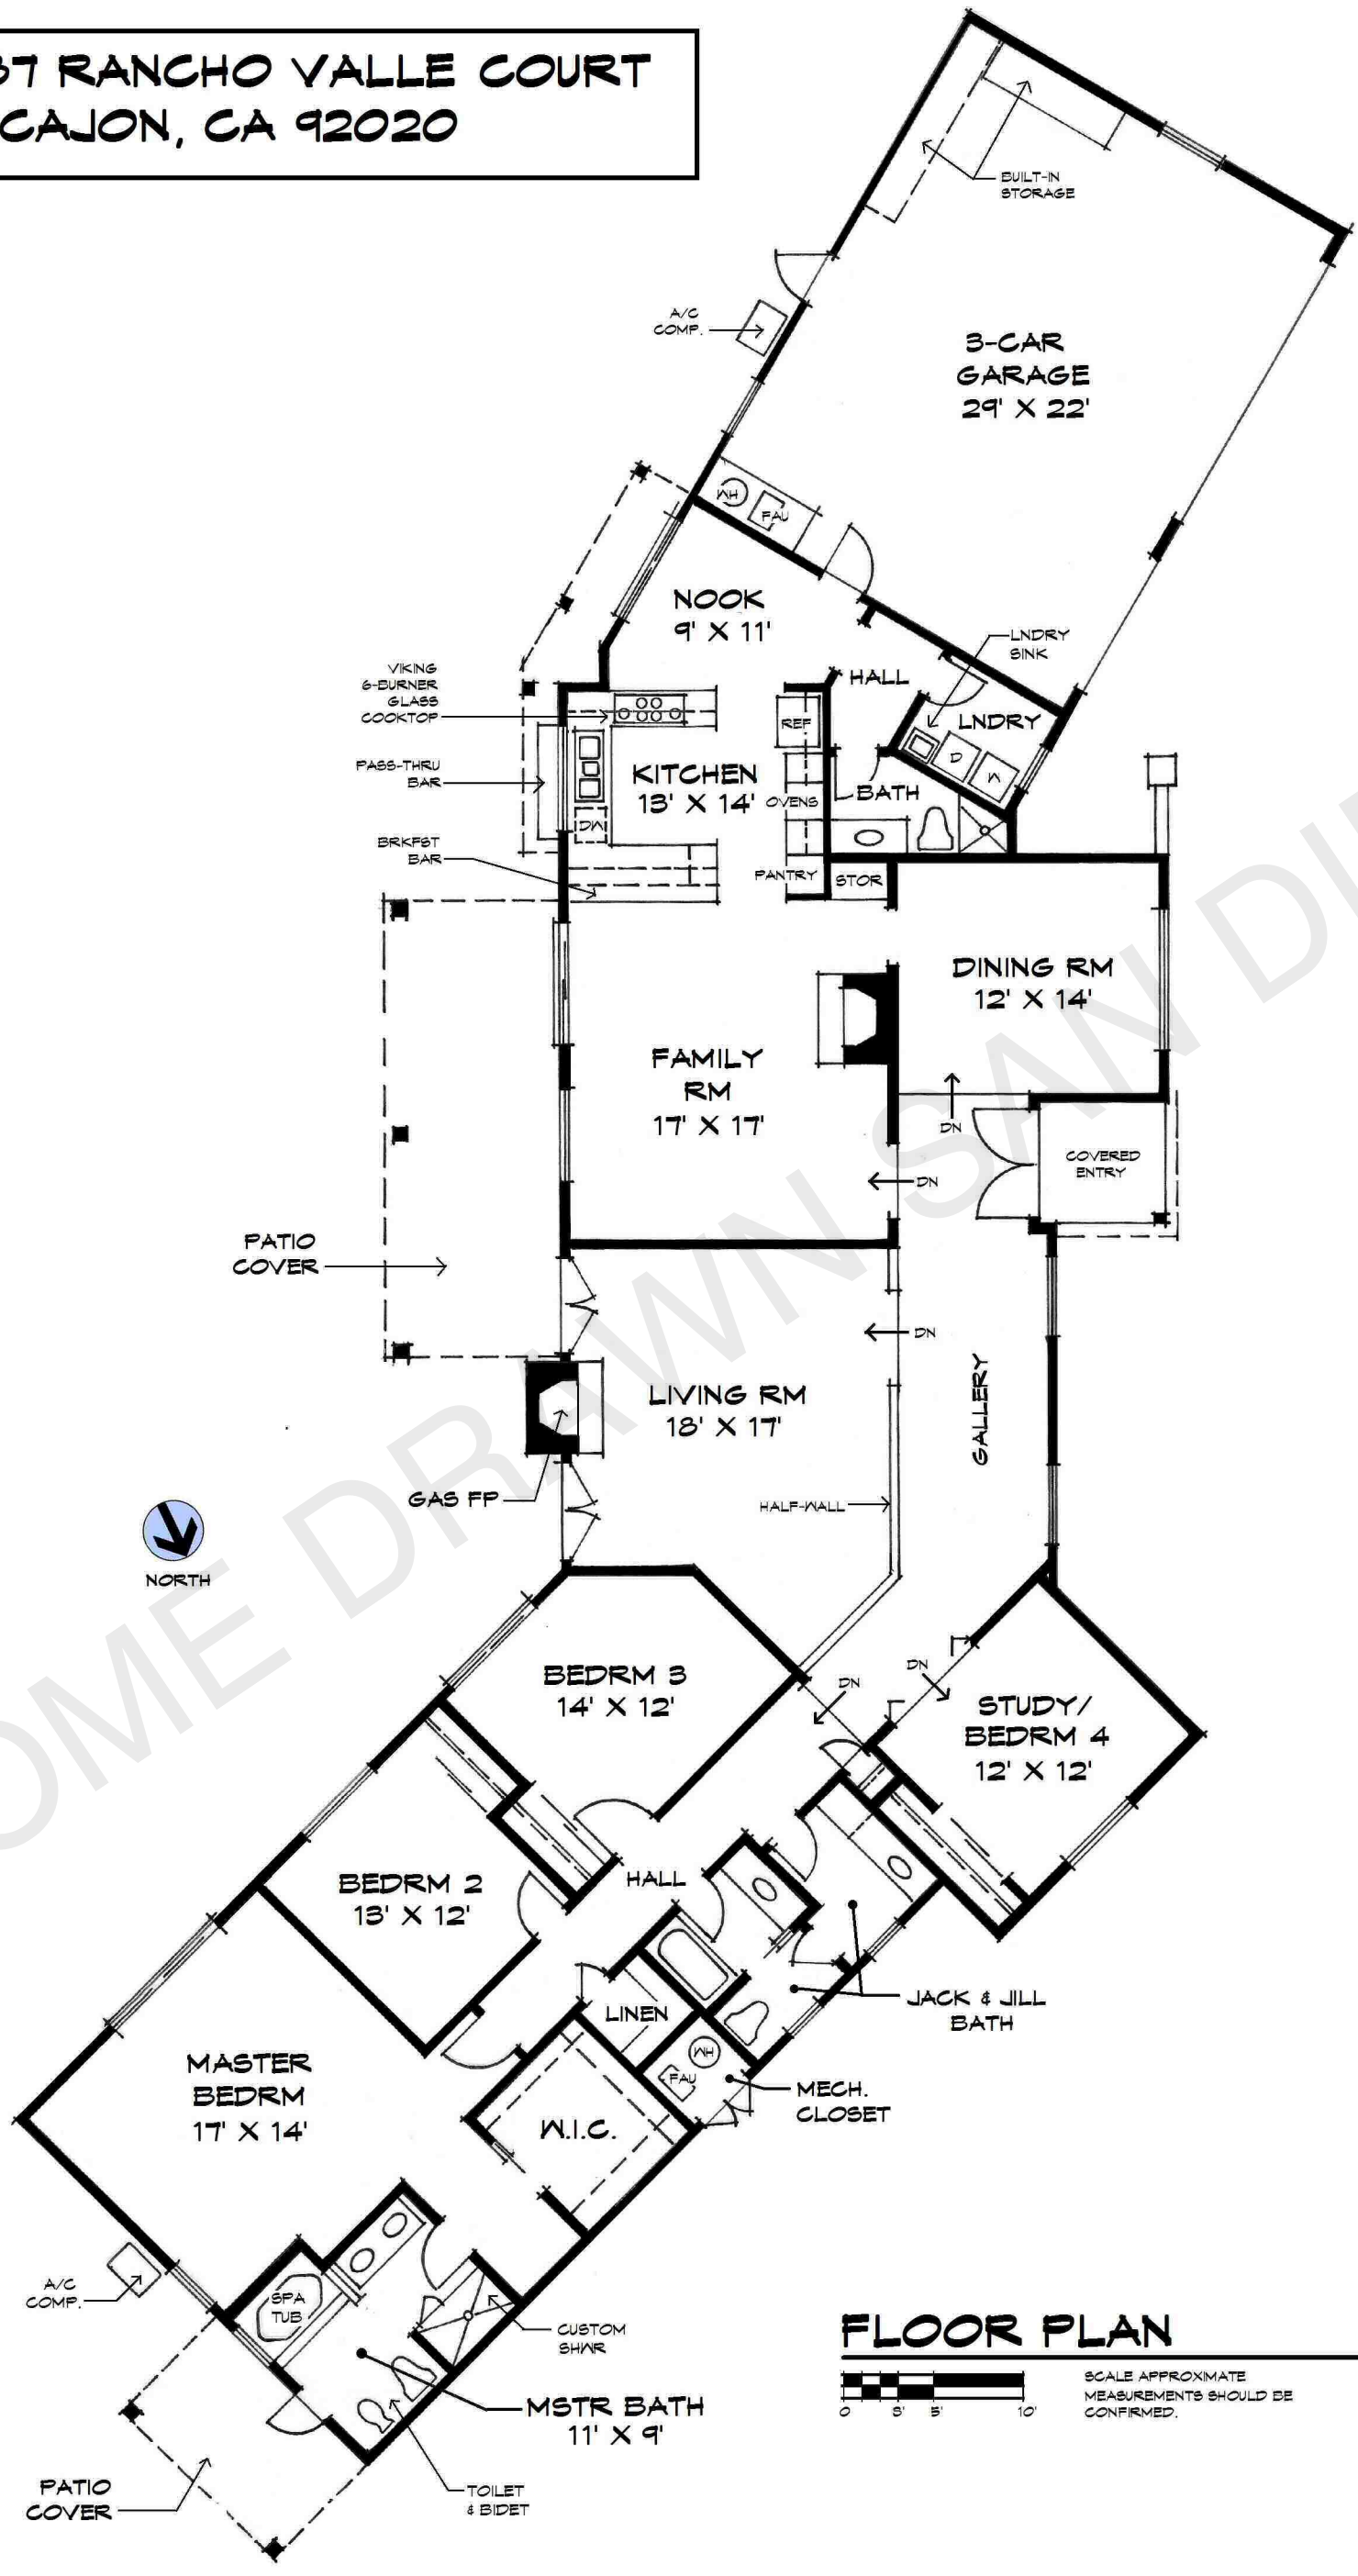 37 RANCHO VALLE COURT
CAJON, CA 92020
BUILT-IN
STORAGE
A/C
COMP.
3-CAR
GARAGE
29' X 22'
WH
FAU
NOOK
9' X 11'
LNDRY
SINK
HALL
LNDRY
D
W
VIKING
6-BURNER
GLASS
COOKTOP
REF
PASS-THRU
BAR
KITCHEN
13' X 14'
OVENS
BATH
DW
BRKFST
BAR
PANTRY
STOR
DINING RM
12' X 14'
FAMILY
RM
17' X 17'
DN
COVERED
ENTRY
DN
PATIO
COVER
DN
LIVING RM
18' X 17'
GALLERY
GAS FP
HALF-WALL
NORTH
BEDRM 3
14' X 12'
DN
DN
STUDY/
BEDRM 4
12' X 12'
BEDRM 2
13' X 12'
HALL
JACK & JILL
BATH
LINEN
WH
FAU
MECH.
CLOSET
MASTER
BEDRM
17' X 14'
W.I.C.
A/C
COMP.
SPA
TUB
CUSTOM
SHWR
MSTR BATH
11' X 9'
TOILET
& BIDET
PATIO
COVER
FLOOR PLAN
SCALE APPROXIMATE
MEASUREMENTS SHOULD BE
CONFIRMED.
0 3' 5' 10'
OME DRAWN SAN DI